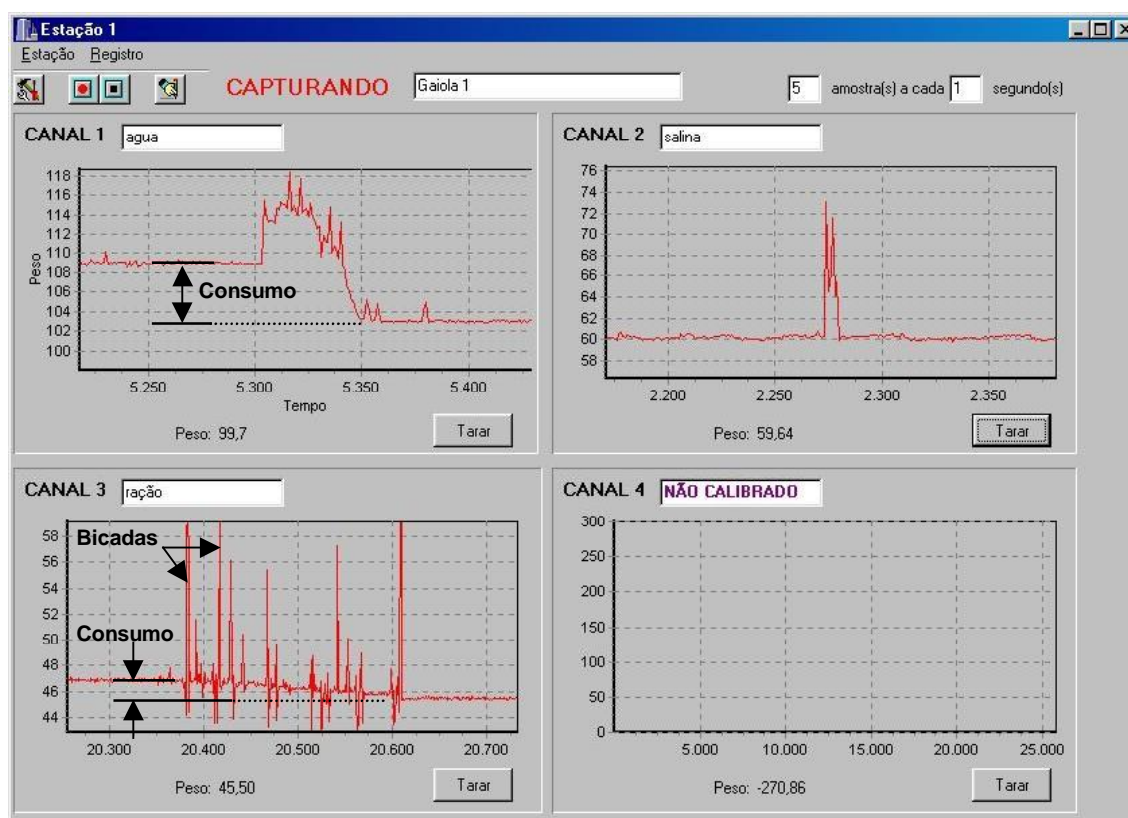 Estação 1
Estação Registro
CAPTURANDO Gaiola 1 5 amostra(s) a cada 1 segundo(s)
CANAL 1 agua
118
116
114
112
110
108
106
104
102
100
Peso
Consumo
5.250 5.300 5.350 5.400
Tempo
Peso: 99,7 Tarar
CANAL 2 salina
76
74
72
70
68
66
64
62
60
58
2.200 2.250 2.300 2.350
Peso: 59,64 Tarar
CANAL 3 ração
58
56
54
52
50
48
46
44
Bicadas
Consumo
20.300 20.400 20.500 20.600 20.700
Peso: 45,50 Tarar
CANAL 4 NÃO CALIBRADO
300
250
200
150
100
50
0
5.000 10.000 15.000 20.000 25.000
Peso: -270,86 Tarar